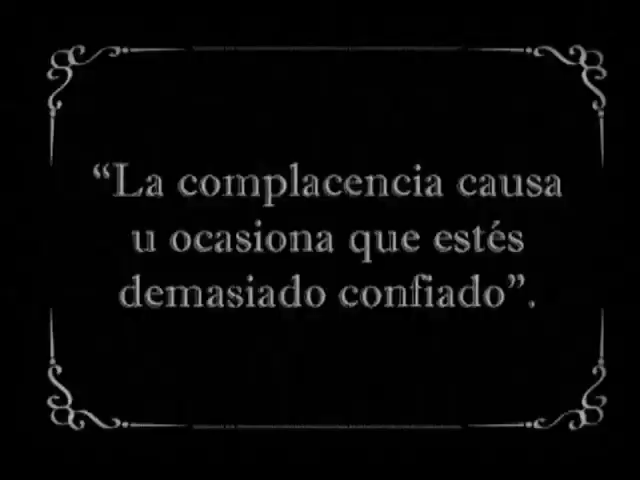 “La complacencia causa
u ocasiona que estés
demasiado confiado”.